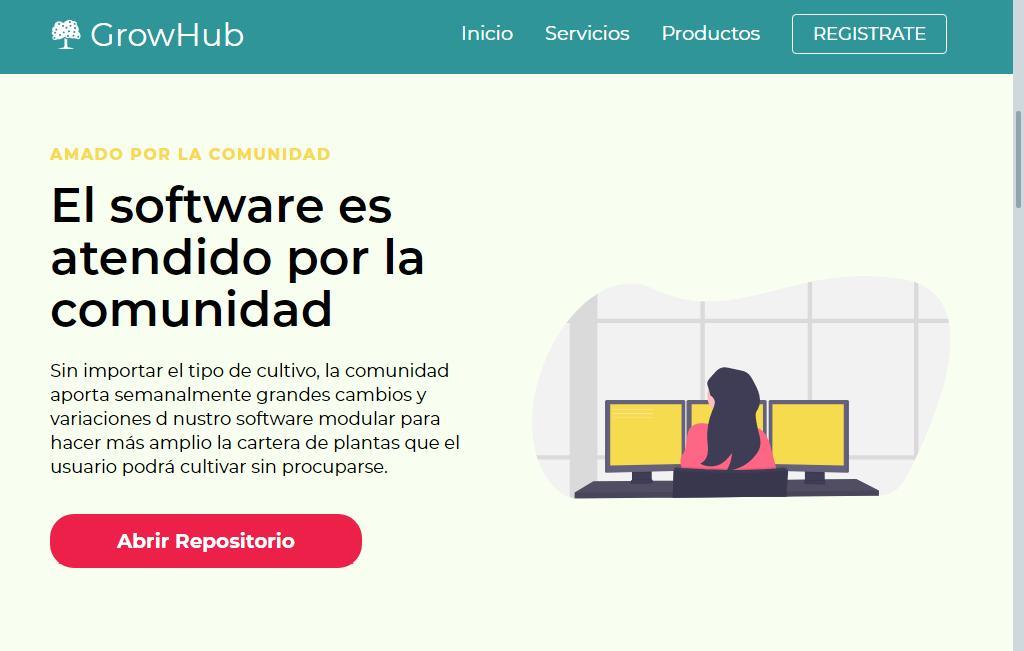 GrowHub
Inicio Servicios Productos REGISTRATE
AMADO POR LA COMUNIDAD
El software es
atendido por la
comunidad
Sin importar el tipo de cultivo, la comunidad
aporta semanalmente grandes cambios y
variaciones d nustro software modular para
hacer más amplio la cartera de plantas que el
usuario podrá cultivar sin procuparse.
Abrir Repositorio